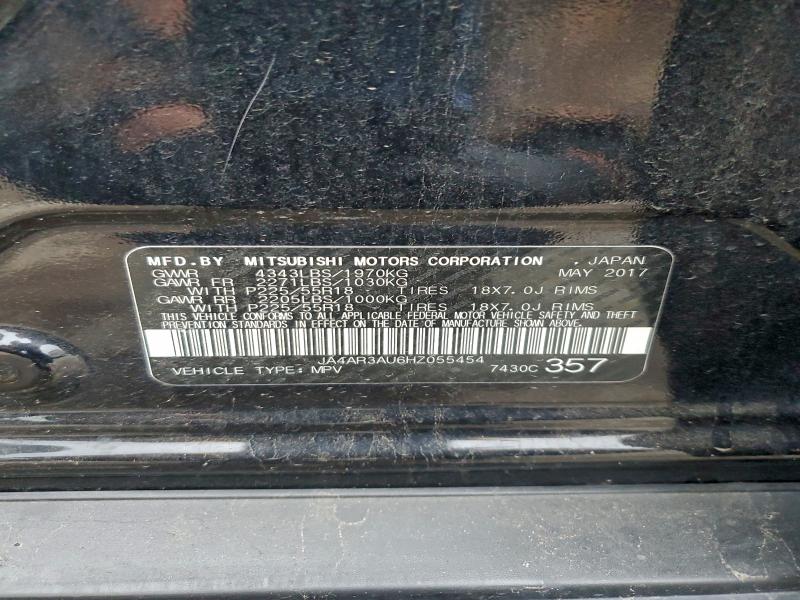 MFD.BY MITSUBISHI MOTORS CORPORATION . JAPAN
GVWR 4343LBS/1970KG MAY 2017
GAWR FR 2271LBS/1030KG
WITH P225/55R18 TIRES 18X7.0J RIMS
GAWR RR 2205LBS/1000KG
WITH P225/55R18 TIRES 18X7.0J RIMS
THIS VEHICLE CONFORMS TO ALL APPLICABLE FEDERAL MOTOR VEHICLE SAFETY AND THEFT
PREVENTION STANDARDS IN EFFECT ON THE DATE OF MANUFACTURE SHOWN ABOVE.
JA4AR3AU6HZ055454
VEHICLE TYPE: MPV 7430C 357